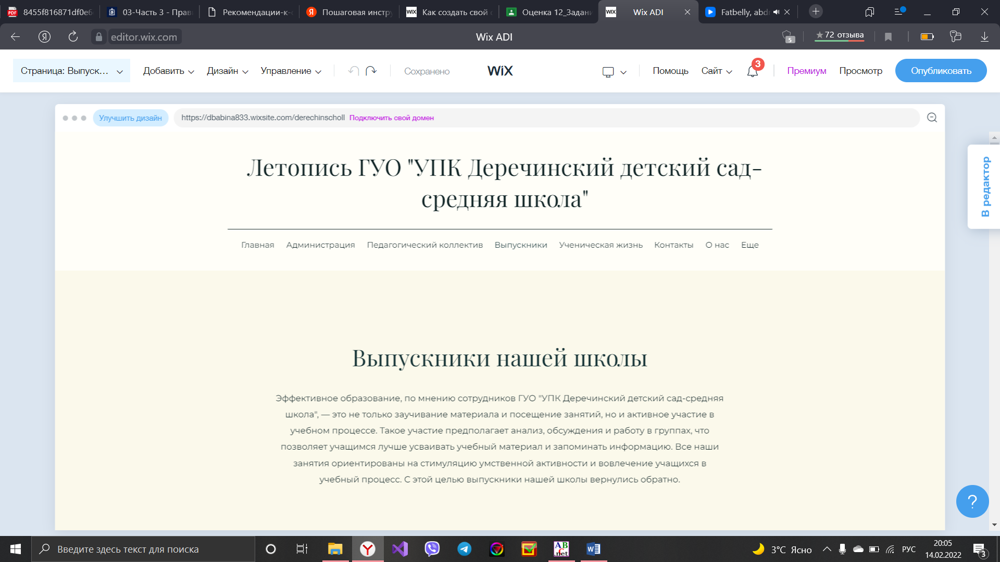 8455f816871df0e6
03-Часть 3 - Прав
Рекомендации-к-с
Пошаговая инстру
Как создать свой с
Оценка 12_Задани
Wix ADI
Fatbelly, abdr
editor.wix.com
Wix ADI
5
72 отзыва
Страница: Выпуск...
Добавить
Дизайн
Управление
Сохранено
WiX
Помощь
Сайт
3
Премиум
Просмотр
Опубликовать
Улучшить дизайн
https://dbabina833.wixsite.com/derechinscholl
Подключить свой домен
В редактор
Летопись ГУО "УПК Деречинский детский сад-
средняя школа"
Главная
Администрация
Педагогический коллектив
Выпускники
Ученическая жизнь
Контакты
О нас
Еще
Выпускники нашей школы
Эффективное образование, по мнению сотрудников ГУО "УПК Деречинский детский сад-средняя
школа", — это не только заучивание материала и посещение занятий, но и активное участие в
учебном процессе. Такое участие предполагает анализ, обсуждения и работу в группах, что
позволяет учащимся лучше усваивать учебный материал и запоминать информацию. Все наши
занятия ориентированы на стимуляцию умственной активности и вовлечение учащихся в
учебный процесс. С этой целью выпускники нашей школы вернулись обратно.
?
Введите здесь текст для поиска
3°C Ясно
РУС
20:05
14.02.2022
3